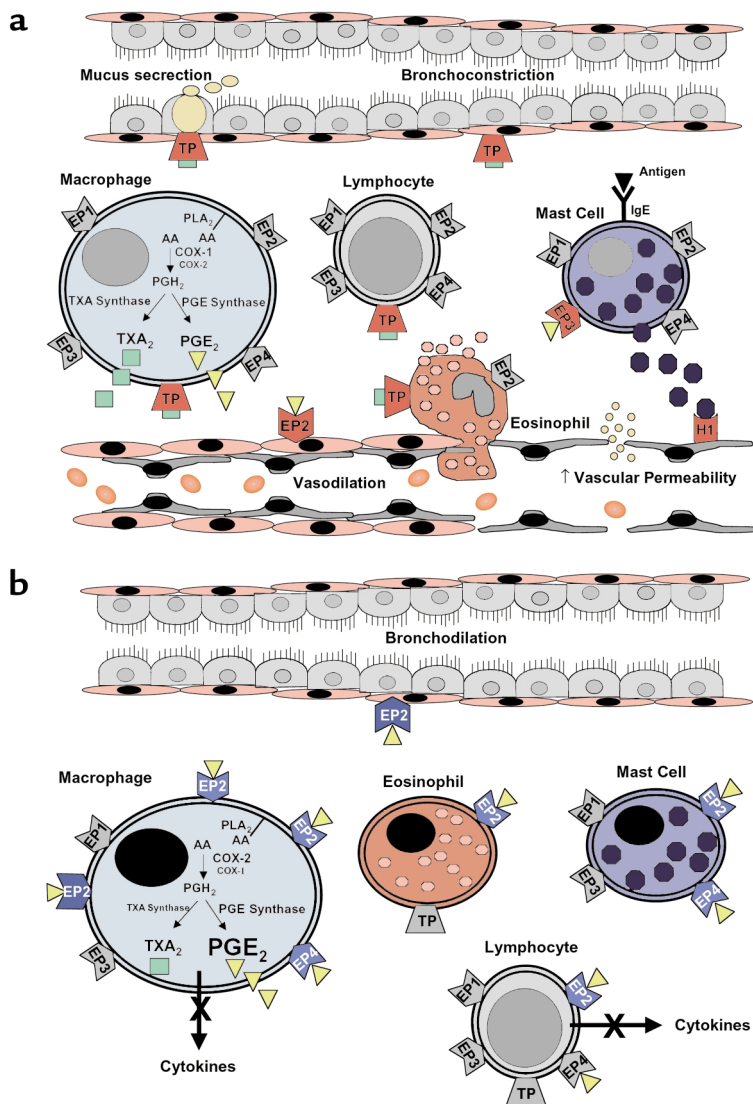 a
Mucus secretion
Bronchoconstriction
TP
TP
Macrophage
EP1
PLA2
EP2
AA AA
COX-1
COX-2
PGH2
TXA Synthase
PGE Synthase
TXA2
PGE2
EP3
EP4
TP
Lymphocyte
EP1
EP2
EP3
EP4
TP
Antigen
IgE
Mast Cell
EP1
EP2
EP3
EP4
EP2
TP
Eosinophil
H1
EP2
Vasodilation
↑ Vascular Permeability
b
Bronchodilation
EP2
Macrophage
EP2
EP1
PLA2
EP2
AA
AA
COX-2
COX-1
EP2
PGH2
TXA Synthase
PGE Synthase
TXA2
PGE2
EP3
EP4
X
Cytokines
Eosinophil
EP2
TP
Mast Cell
EP1
EP2
EP3
EP4
Lymphocyte
EP1
EP2
X
Cytokines
EP3
EP4
TP